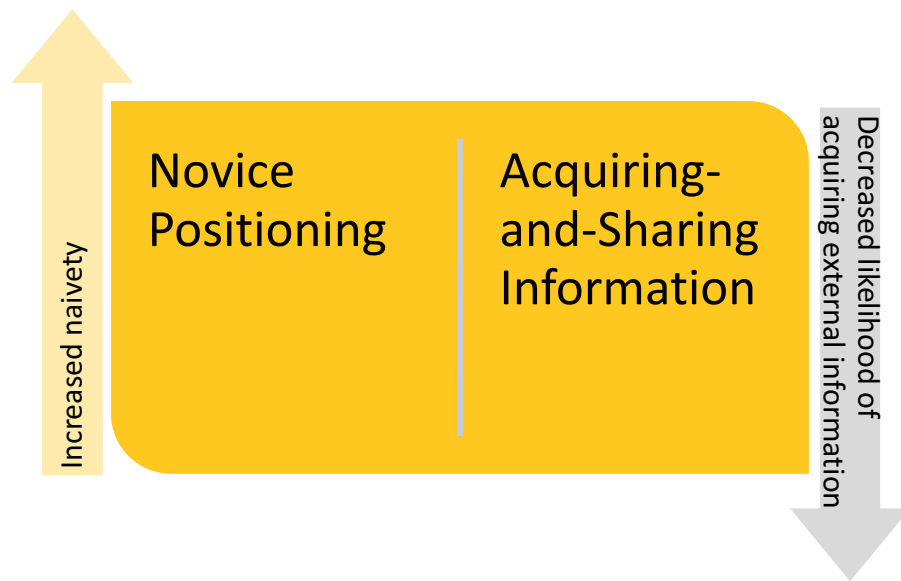 Increased naivety
Novice
Positioning
Acquiring-
and-Sharing
Information
Decreased likelihood of
acquiring external information